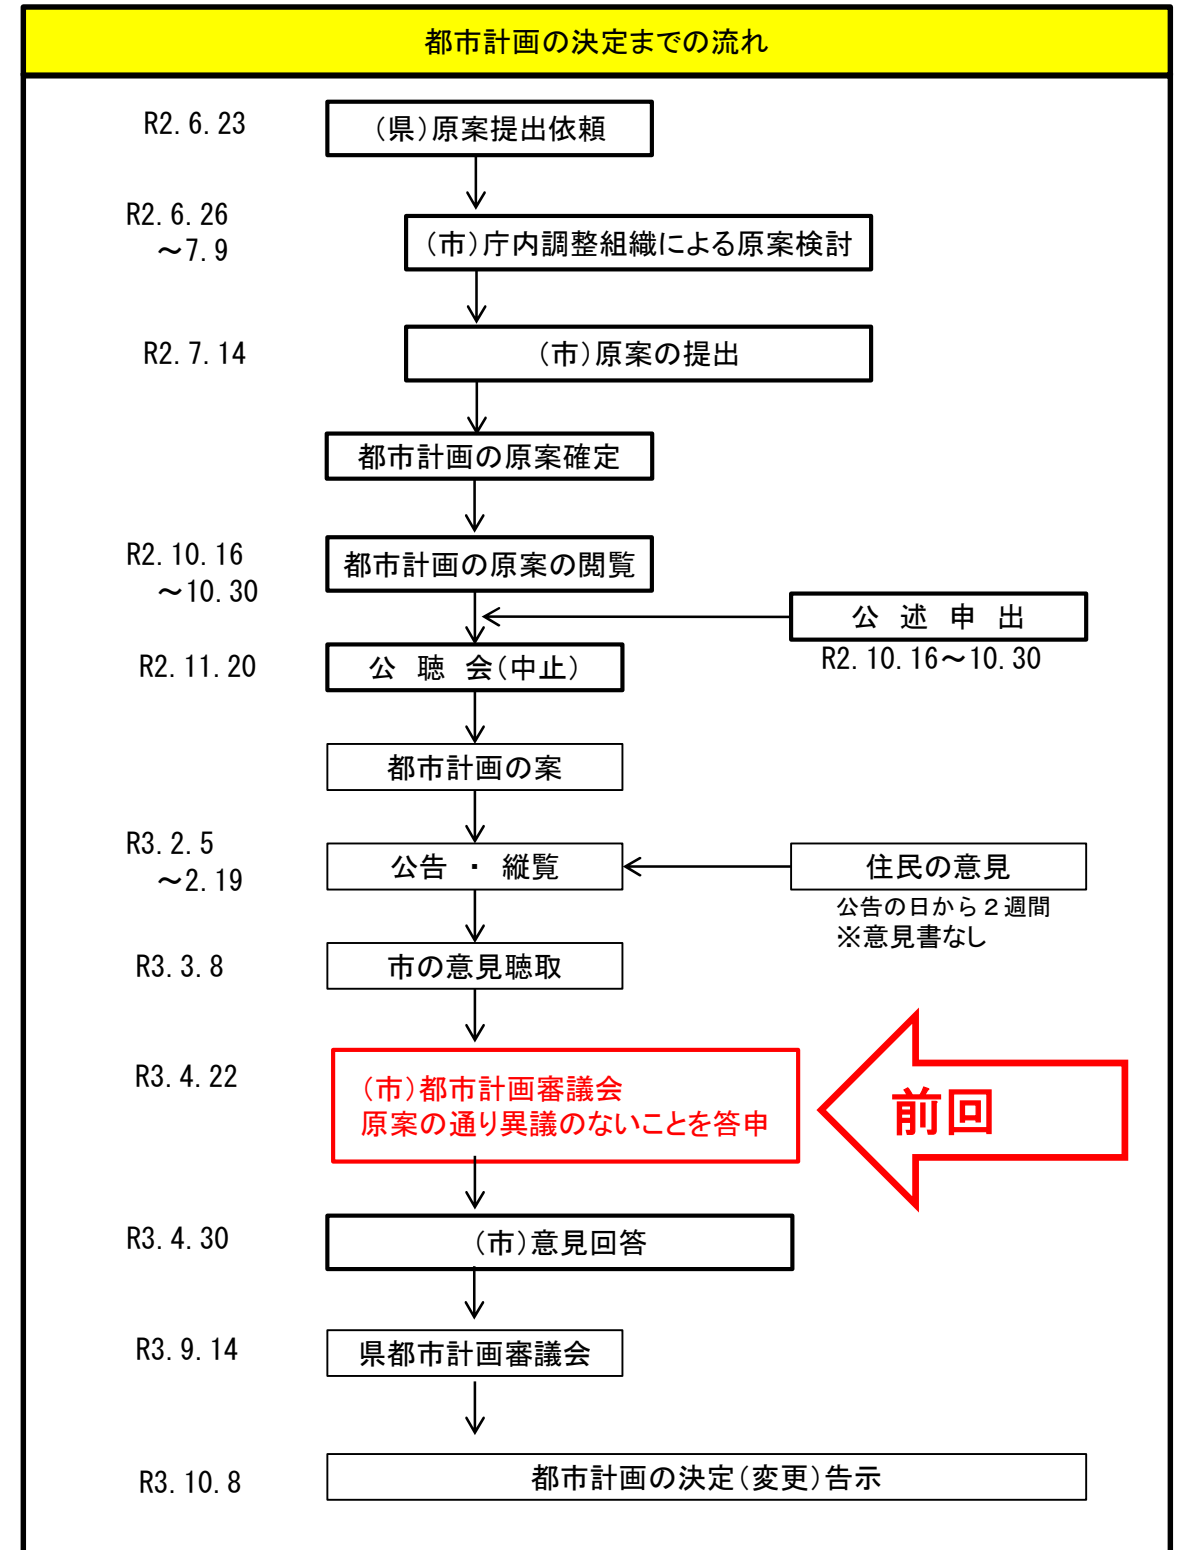 都市計画の決定までの流れ
R2.6.23
(県)原案提出依頼
R2.6.26
～7.9
(市)庁内調整組織による原案検討
R2.7.14
(市)原案の提出
都市計画の原案確定
R2.10.16
～10.30
都市計画の原案の閲覧
公 述 申 出
R2.10.16～10.30
R2.11.20
公 聴 会(中止)
都市計画の案
R3.2.5
～2.19
公告 ・ 縦覧
住民の意見
公告の日から２週間
※意見書なし
R3.3.8
市の意見聴取
R3.4.22
(市)都市計画審議会
原案の通り異議のないことを答申
前回
R3.4.30
(市)意見回答
R3.9.14
県都市計画審議会
R3.10.8
都市計画の決定(変更)告示